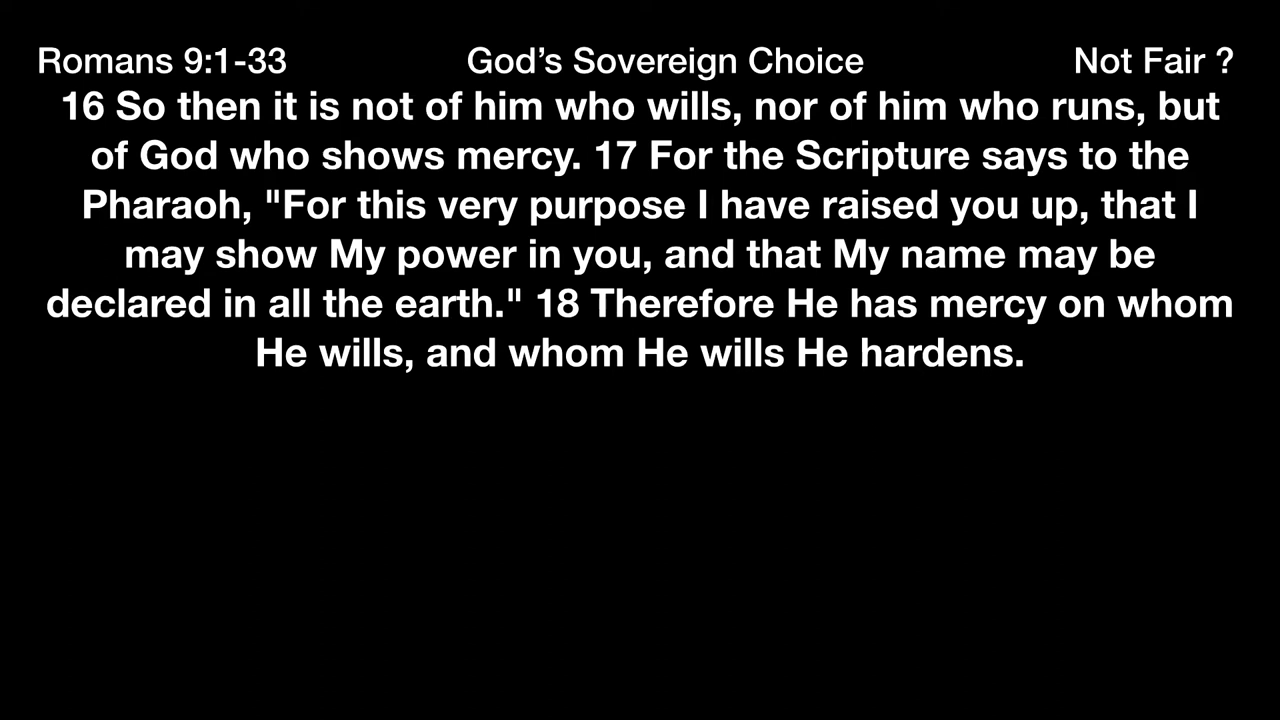 Romans 9:1-33 God’s Sovereign Choice Not Fair ?
16 So then it is not of him who wills, nor of him who runs, but
of God who shows mercy. 17 For the Scripture says to the
Pharaoh, "For this very purpose I have raised you up, that I
may show My power in you, and that My name may be
declared in all the earth." 18 Therefore He has mercy on whom
He wills, and whom He wills He hardens.